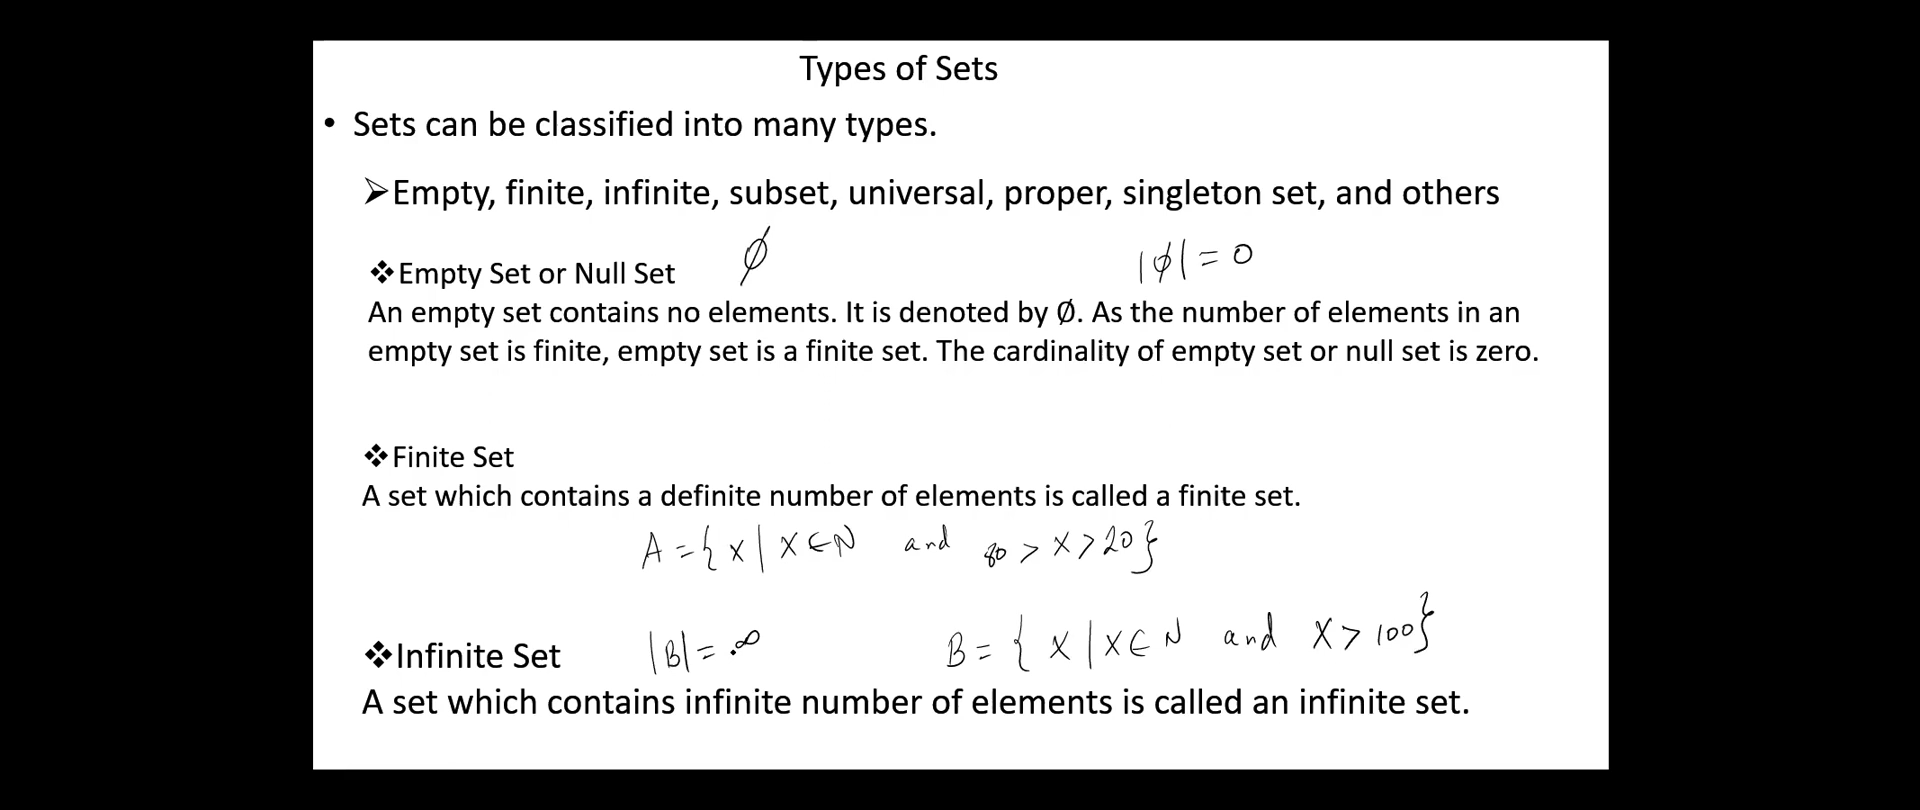 Types of Sets
• Sets can be classified into many types.
➢Empty, finite, infinite, subset, universal, proper, singleton set, and others
❖Empty Set or Null Set ∅ |∅| = 0
An empty set contains no elements. It is denoted by ∅. As the number of elements in an
empty set is finite, empty set is a finite set. The cardinality of empty set or null set is zero.
❖Finite Set
A set which contains a definite number of elements is called a finite set.
A = { x | x ∈ N and 80 > x > 20 }
❖Infinite Set |B| = ∞ B = { x | x ∈ N and x > 100 }
A set which contains infinite number of elements is called an infinite set.